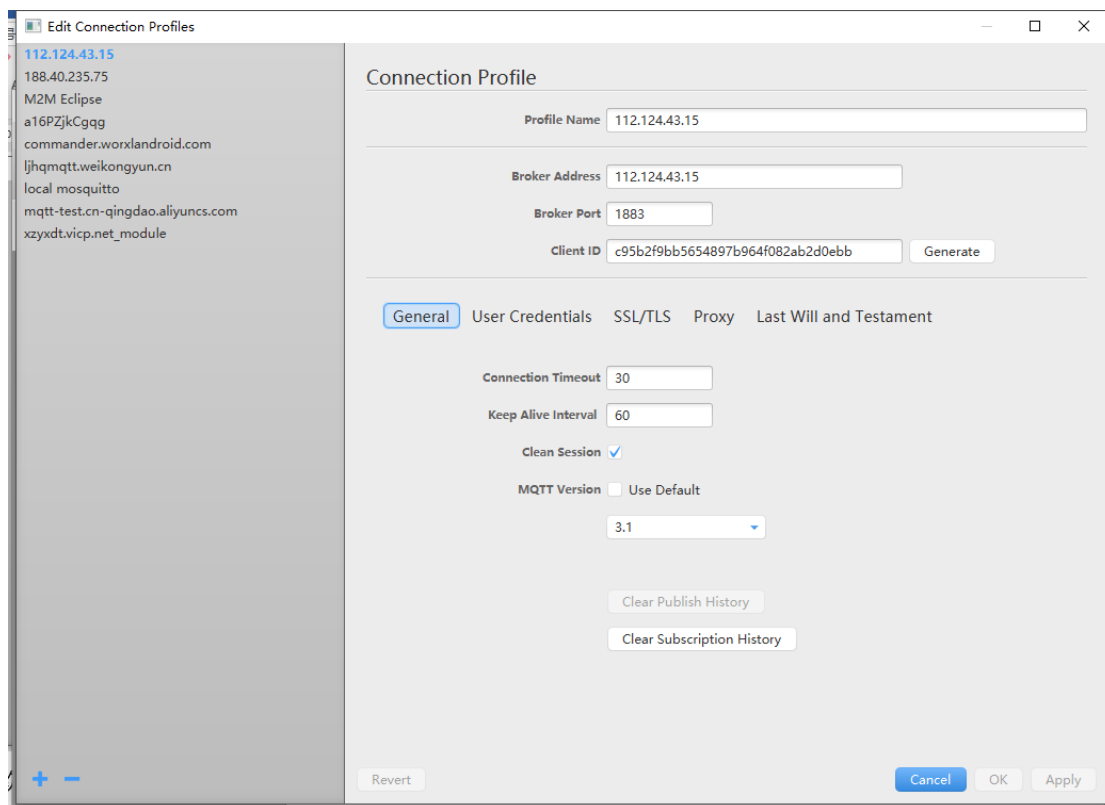 Edit Connection Profiles
112.124.43.15
188.40.235.75
M2M Eclipse
a16PZjkCgqg
commander.worxlandroid.com
ljhqmqtt.weikongyun.cn
local mosquitto
mqtt-test.cn-qingdao.aliyuncs.com
xzyxdt.vicp.net_module
Connection Profile
Profile Name 112.124.43.15
Broker Address 112.124.43.15
Broker Port 1883
Client ID c95b2f9bb5654897b964f082ab2d0ebb Generate
General User Credentials SSL/TLS Proxy Last Will and Testament
Connection Timeout 30
Keep Alive Interval 60
Clean Session
MQTT Version Use Default
3.1
Clear Publish History
Clear Subscription History
Revert Cancel OK Apply